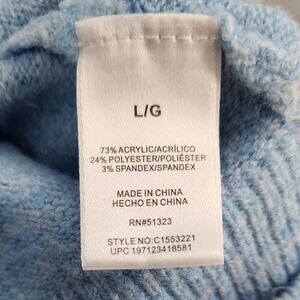 L/G
73% ACRYLIC/ACRÍLICO
24% POLYESTER/POLIÉSTER
3% SPANDEX/SPANDEX
MADE IN CHINA
HECHO EN CHINA
RN#51323
STYLE NO:C1553221
UPC 197123418581